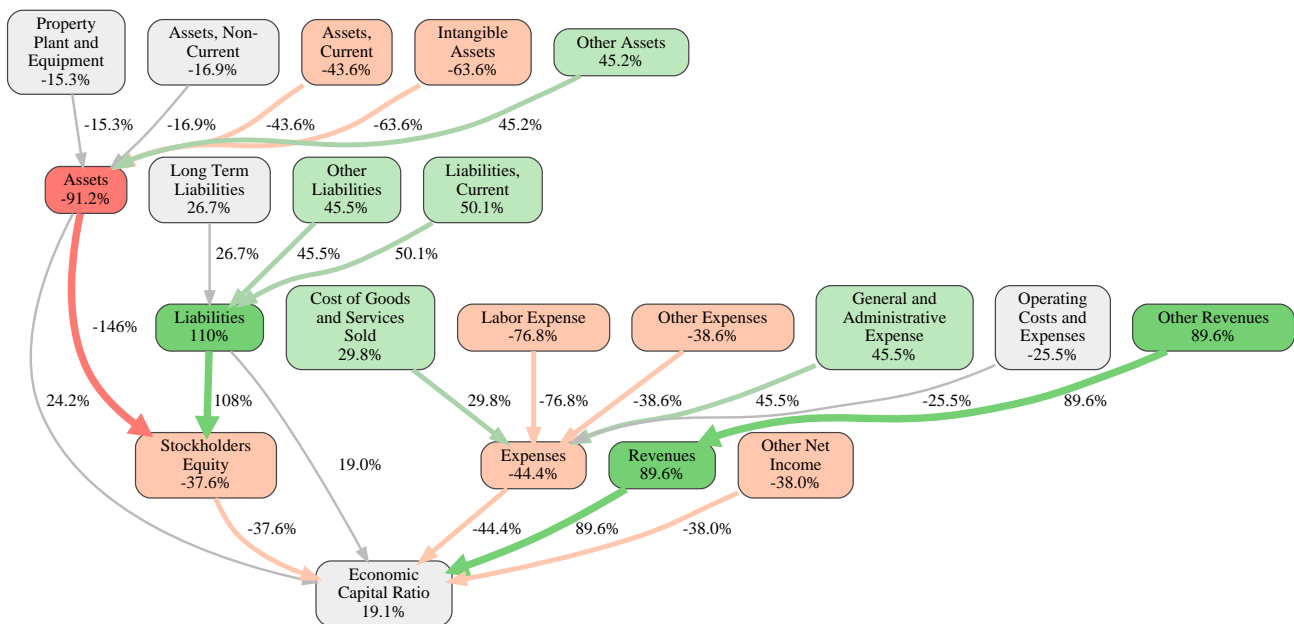 Property
Plant and
Equipment
-15.3%
Assets, Non-
Current
-16.9%
Assets,
Current
-43.6%
Intangible
Assets
-63.6%
Other Assets
45.2%
-15.3%
-16.9%
-43.6%
-63.6%
45.2%
Assets
-91.2%
Long Term
Liabilities
26.7%
Other
Liabilities
45.5%
Liabilities,
Current
50.1%
26.7%
45.5%
50.1%
-146%
Liabilities
110%
Cost of Goods
and Services
Sold
29.8%
Labor Expense
-76.8%
Other Expenses
-38.6%
General and
Administrative
Expense
45.5%
Operating
Costs and
Expenses
-25.5%
Other Revenues
89.6%
24.2%
108%
29.8%
-76.8%
-38.6%
45.5%
-25.5%
89.6%
Stockholders
Equity
-37.6%
19.0%
Expenses
-44.4%
Revenues
89.6%
Other Net
Income
-38.0%
-37.6%
-44.4%
89.6%
-38.0%
Economic
Capital Ratio
19.1%